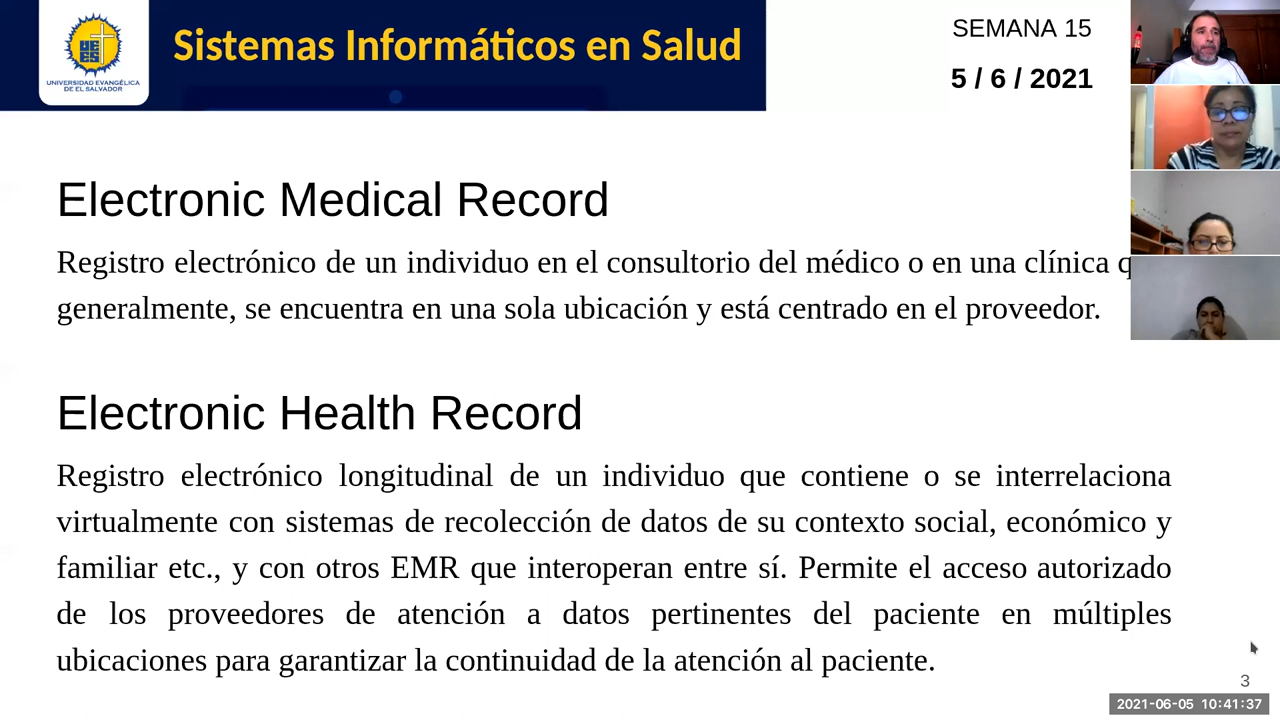 UNIVERSIDAD EVANGÉLICA
DE EL SALVADOR
Sistemas Informáticos en Salud
SEMANA 15
5 / 6 / 2021
Electronic Medical Record
Registro electrónico de un individuo en el consultorio del médico o en una clínica
generalmente, se encuentra en una sola ubicación y está centrado en el proveedor.
Electronic Health Record
Registro electrónico longitudinal de un individuo que contiene o se interrelaciona
virtualmente con sistemas de recolección de datos de su contexto social, económico y
familiar etc., y con otros EMR que interoperan entre sí. Permite el acceso autorizado
de los proveedores de atención a datos pertinentes del paciente en múltiples
ubicaciones para garantizar la continuidad de la atención al paciente.
3
2021-06-05 10:41:37